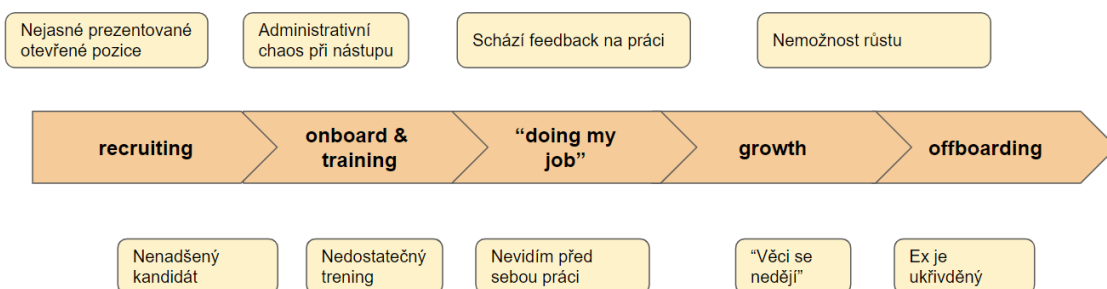 Nejasné prezentované
otevřené pozice
Administrativní
chaos při nástupu
Schází feedback na práci
Nemožnost růstu
recruiting
onboard &
training
“doing my
job”
growth
offboarding
Nenadšený
kandidát
Nedostatečný
trening
Nevidím před
sebou práci
“Věci se
nedějí”
Ex je
ukřivděný